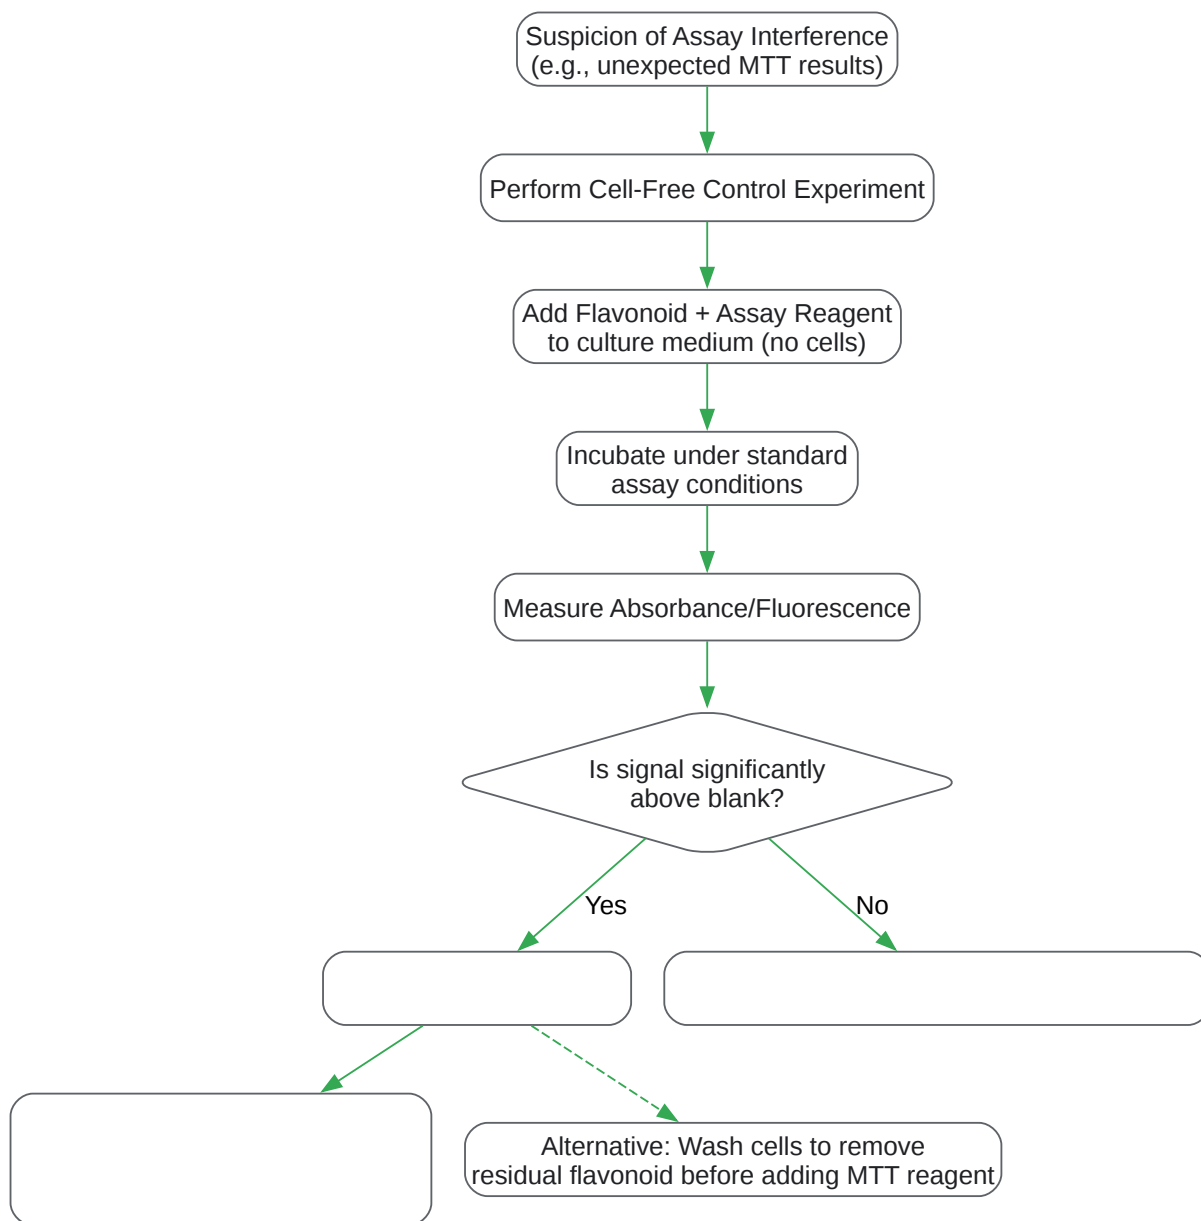 Suspicion of Assay Interference
(e.g., unexpected MTT results)
Perform Cell-Free Control Experiment
Add Flavonoid + Assay Reagent
to culture medium (no cells)
Incubate under standard
assay conditions
Measure Absorbance/Fluorescence
Is signal significantly
above blank?
Yes
No
Alternative: Wash cells to remove
residual flavonoid before adding MTT reagent